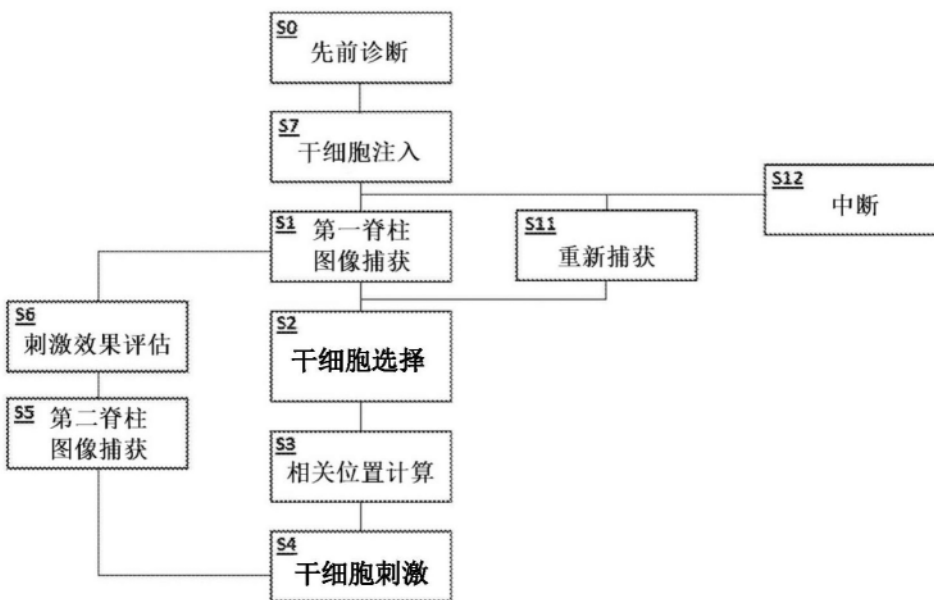 S0
先前诊断
S7
干细胞注入
S12
中断
S1 第一脊柱
图像捕获
S11
重新捕获
S6
刺激效果评估
S2
干细胞选择
S5 第二脊柱
图像捕获
S3
相关位置计算
S4
干细胞刺激